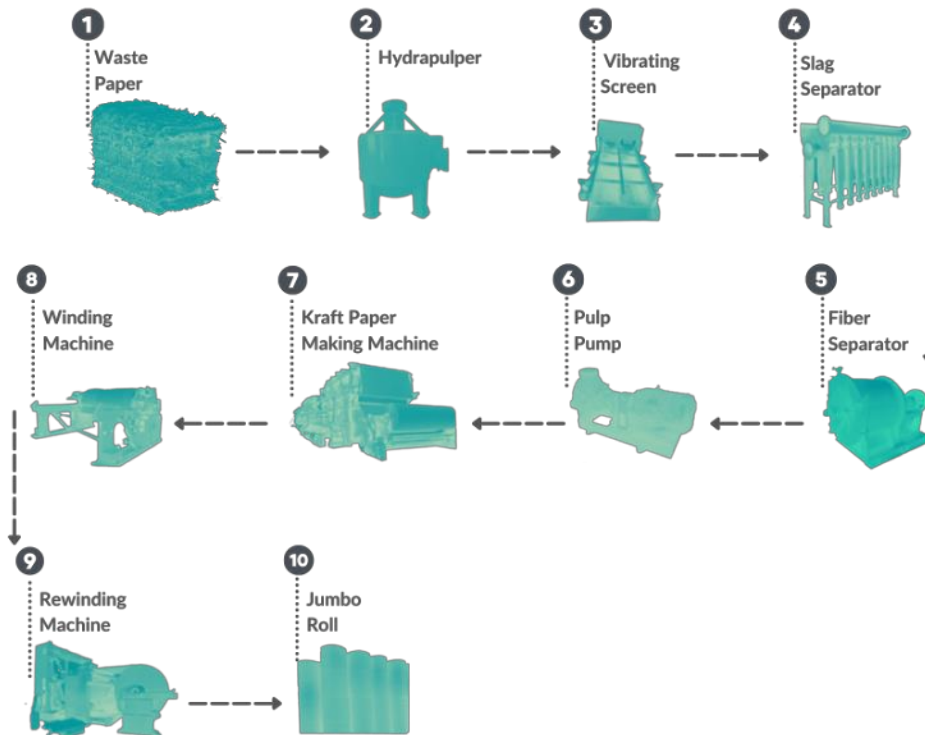 1
Waste
Paper
2
Hydrapulper
3
Vibrating
Screen
4
Slag
Separator
5
Fiber
Separator
6
Pulp
Pump
7
Kraft Paper
Making Machine
8
Winding
Machine
9
Rewinding
Machine
10
Jumbo
Roll